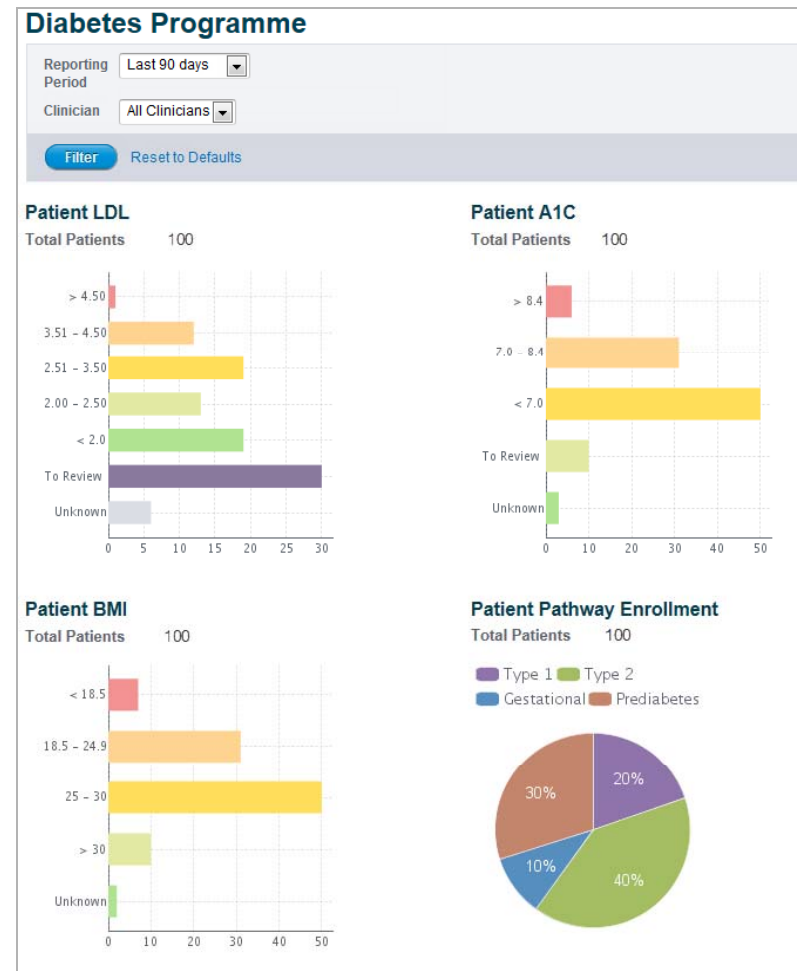 Diabetes Programme
Reporting Period
Last 90 days
Clinician
All Clinicians
Filter
Reset to Defaults
Patient LDL
Total Patients 100
> 4.50
3.51 – 4.50
2.51 – 3.50
2.00 – 2.50
< 2.0
To Review
Unknown
0 5 10 15 20 25 30
Patient A1C
Total Patients 100
> 8.4
7.0 – 8.4
< 7.0
To Review
Unknown
0 10 20 30 40 50
Patient BMI
Total Patients 100
< 18.5
18.5 – 24.9
25 – 30
> 30
Unknown
0 10 20 30 40 50
Patient Pathway Enrollment
Total Patients 100
Type 1 Type 2
Gestational Prediabetes
30% 20%
10% 40%